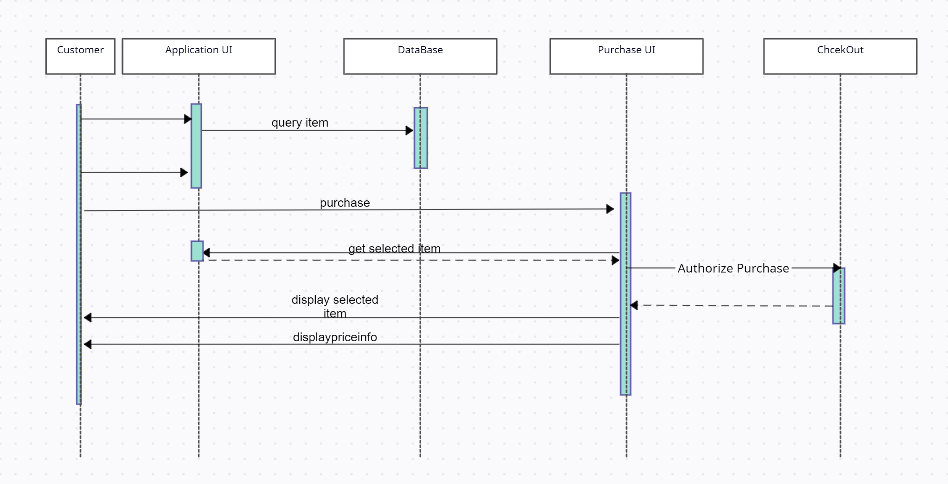 Customer
Application UI
DataBase
Purchase UI
ChcekOut
query item
purchase
get selected item
Authorize Purchase
display selected
item
displaypriceinfo